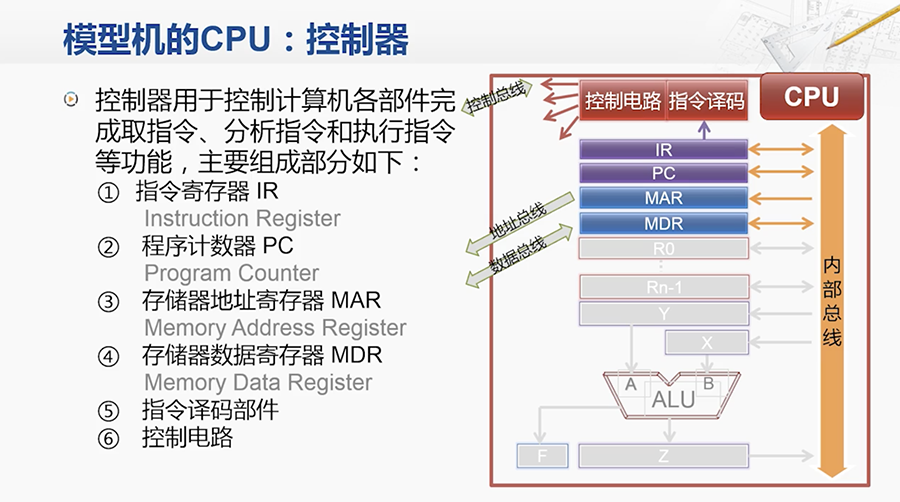 模型机的CPU：控制器
控制器用于控制计算机各部件完
成取指令、分析指令和执行指令
等功能，主要组成部分如下：
① 指令寄存器 IR
Instruction Register
② 程序计数器 PC
Program Counter
③ 存储器地址寄存器 MAR
Memory Address Register
④ 存储器数据寄存器 MDR
Memory Data Register
⑤ 指令译码部件
⑥ 控制电路
控制总线
控制电路 指令译码
CPU
IR
PC
MAR
MDR
地址总线
数据总线
R0
Rn-1
Y
X
A
B
ALU
F
Z
内部总线